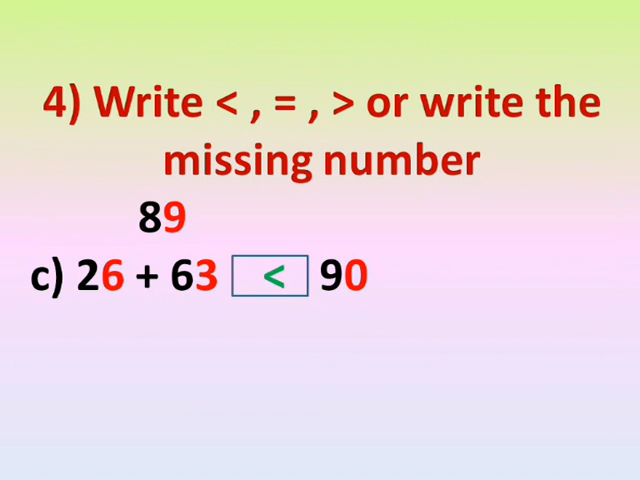 4) Write < , = , > or write the
missing number
89
c) 26 + 63 < 90